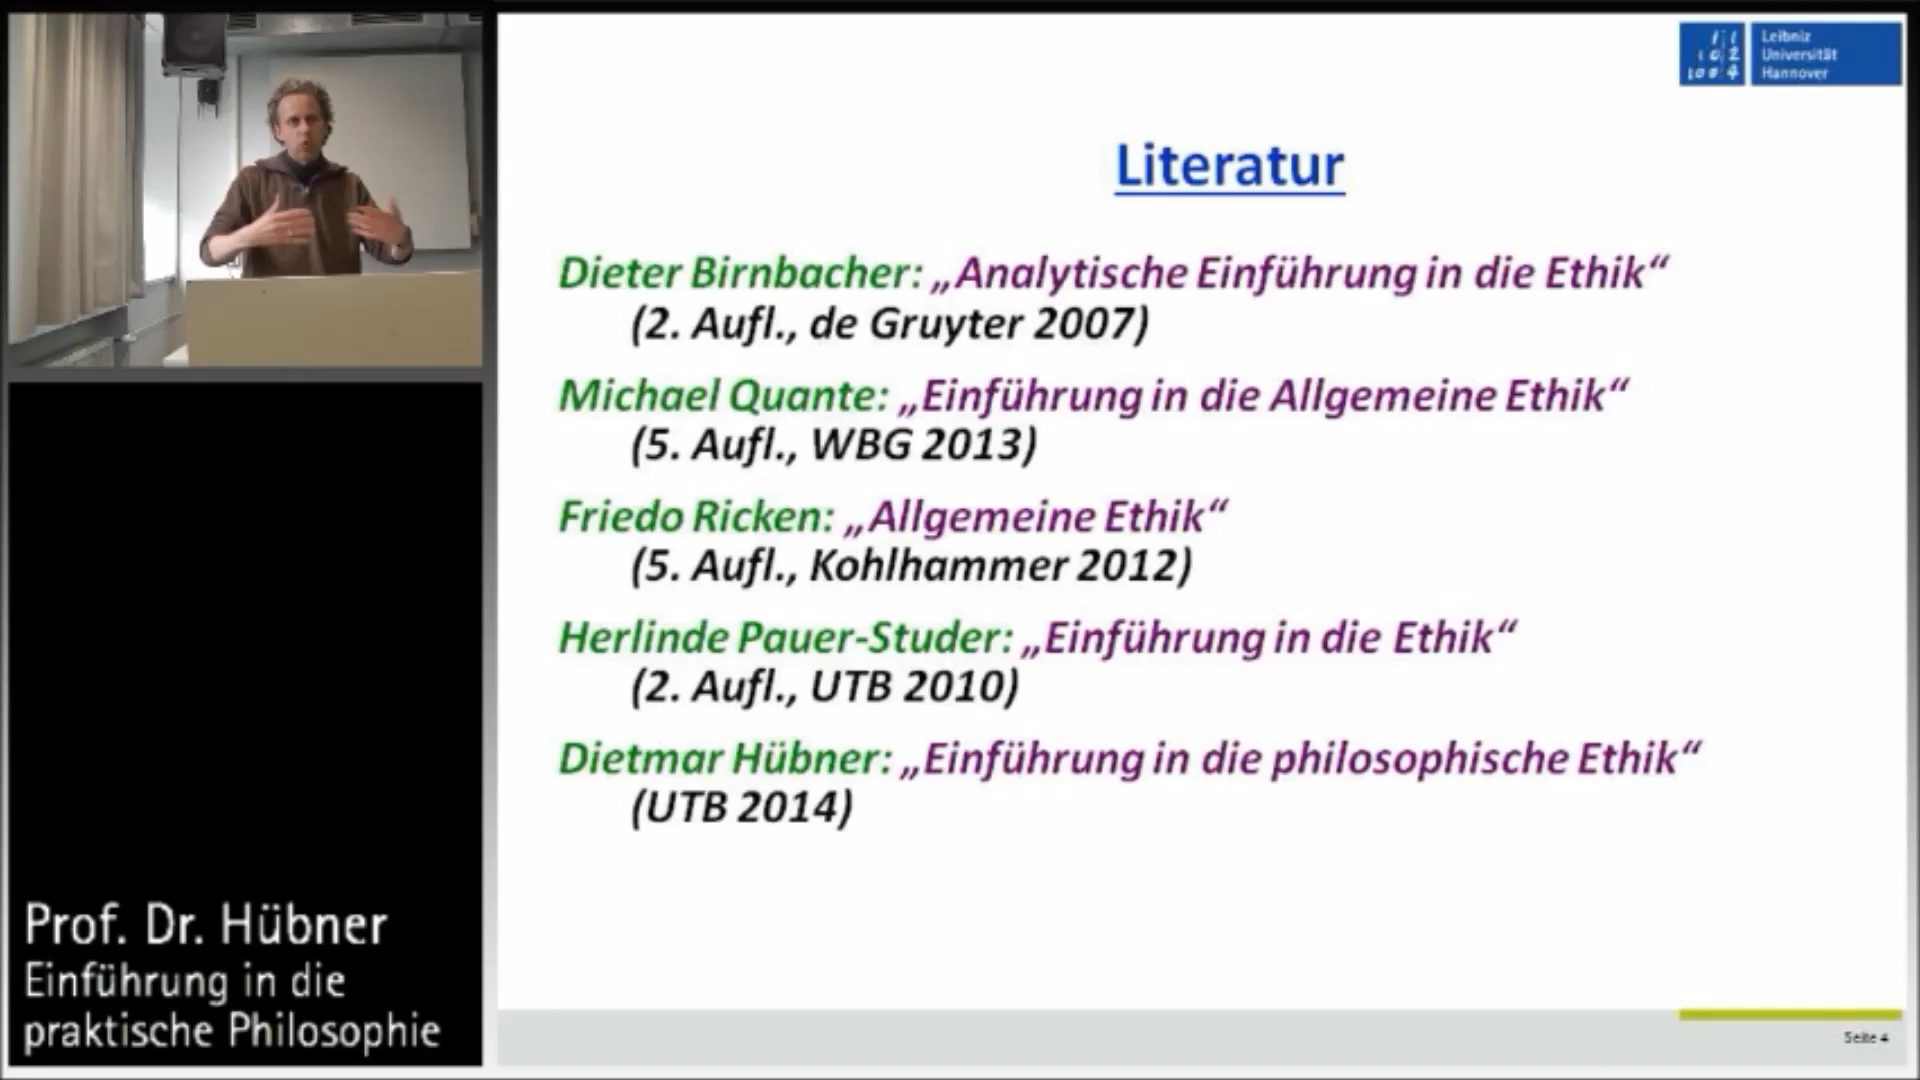 Leibniz
Universität
Hannover
Literatur
Dieter Birnbacher: „Analytische Einführung in die Ethik“
(2. Aufl., de Gruyter 2007)
Michael Quante: „Einführung in die Allgemeine Ethik“
(5. Aufl., WBG 2013)
Friedo Ricken: „Allgemeine Ethik“
(5. Aufl., Kohlhammer 2012)
Herlinde Pauer-Studer: „Einführung in die Ethik“
(2. Aufl., UTB 2010)
Dietmar Hübner: „Einführung in die philosophische Ethik“
(UTB 2014)
Prof. Dr. Hübner
Einführung in die
praktische Philosophie
Seite 4